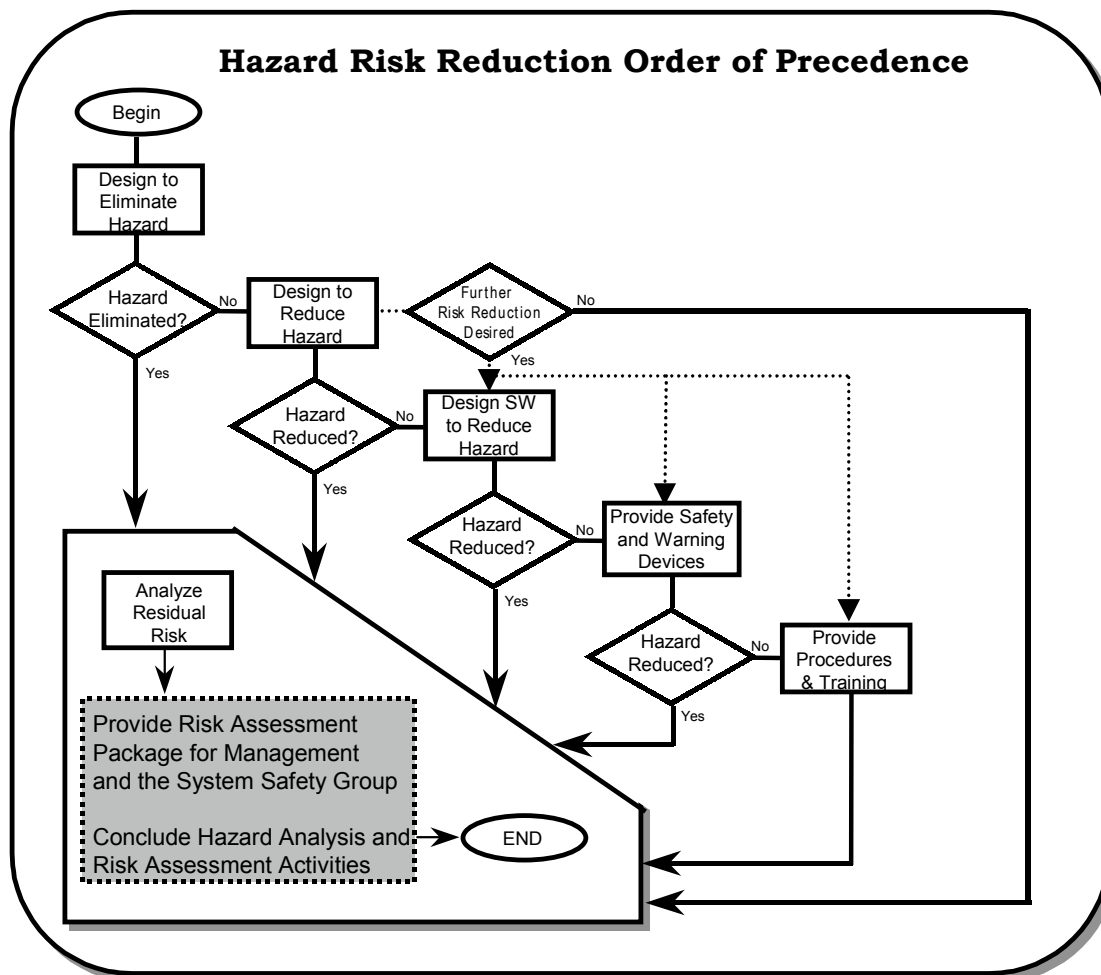 Hazard Risk Reduction Order of Precedence
Begin
Design to
Eliminate
Hazard
Hazard
Eliminated?
No
Yes
Design to
Reduce
Hazard
Further
Risk Reduction
Desired
No
Yes
Hazard
Reduced?
No
Yes
Design SW
to Reduce
Hazard
Hazard
Reduced?
No
Yes
Provide Safety
and Warning
Devices
Hazard
Reduced?
No
Yes
Provide
Procedures
& Training
Analyze
Residual
Risk
Provide Risk Assessment
Package for Management
and the System Safety Group
Conclude Hazard Analysis and
Risk Assessment Activities
END